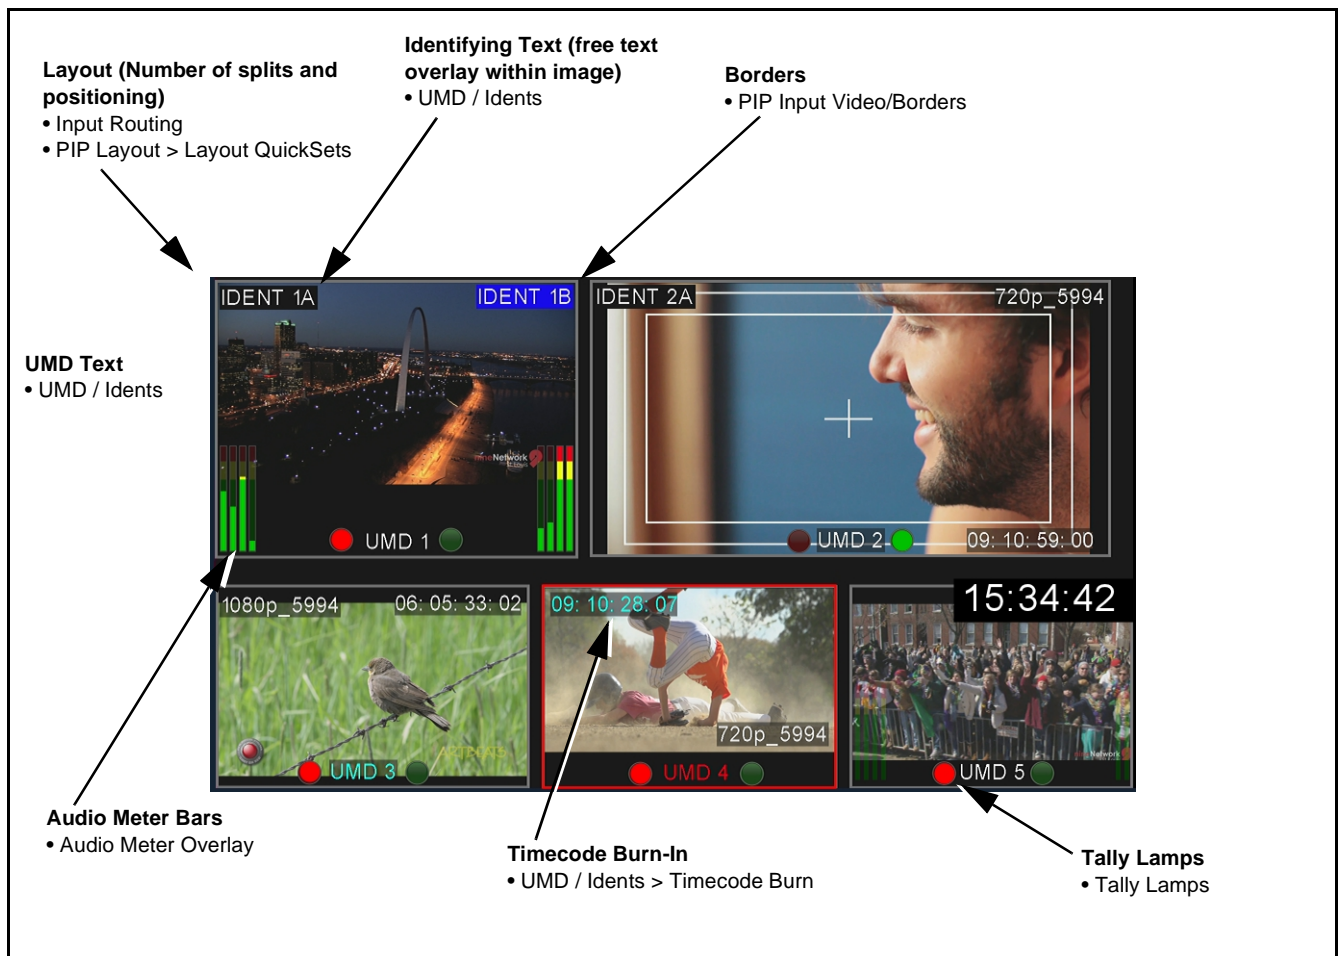 Layout (Number of splits and
positioning)
• Input Routing
• PIP Layout > Layout QuickSets
Identifying Text (free text
overlay within image)
• UMD / Idents
Borders
• PIP Input Video/Borders
UMD Text
• UMD / Idents
IDENT 1A
IDENT 1B
nineNetwork
UMD 1
IDENT 2A
720p_5994
UMD 2
09: 10: 59: 00
1080p_5994
06: 05: 33: 02
UMD 3
09: 10: 28: 07
720p_5994
UMD 4
15:34:42
nineNetwork
UMD 5
Audio Meter Bars
• Audio Meter Overlay
Timecode Burn-In
• UMD / Idents > Timecode Burn
Tally Lamps
• Tally Lamps